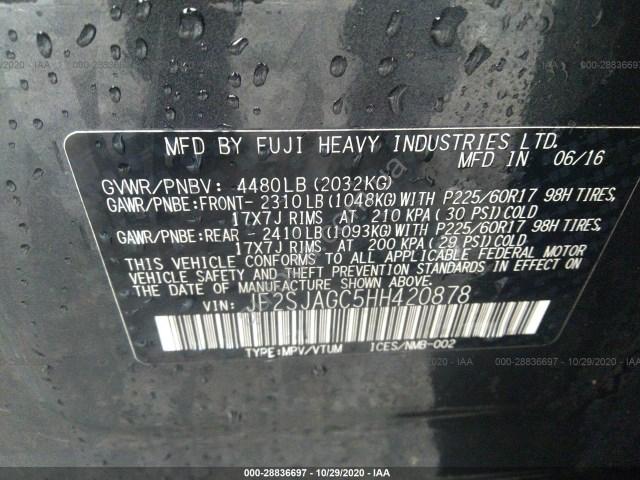 MFD BY FUJI HEAVY INDUSTRIES LTD.
MFD IN 06/16
GVWR/PNBV: 4480LB (2032KG)
GAWR/PNBE:FRONT- 2310LB (1048KG) WITH P225/60R17 98H TIRES,
17X7J RIMS AT 210 KPA (30 PSI) COLD
GAWR/PNBE:REAR - 2410LB (1093KG) WITH P225/60R17 98H TIRES,
17X7J RIMS AT 200 KPA (29 PSI) COLD
THIS VEHICLE CONFORMS TO ALL APPLICABLE FEDERAL MOTOR
VEHICLE SAFETY AND THEFT PREVENTION STANDARDS IN EFFECT
ON THE DATE OF MANUFACTURE SHOWN ABOVE.
VIN: JF2SJAGC5HH420878
TYPE:MPV/VTUM ICES/NMB-002
000-28836697 - 10/29/2020 - IAA